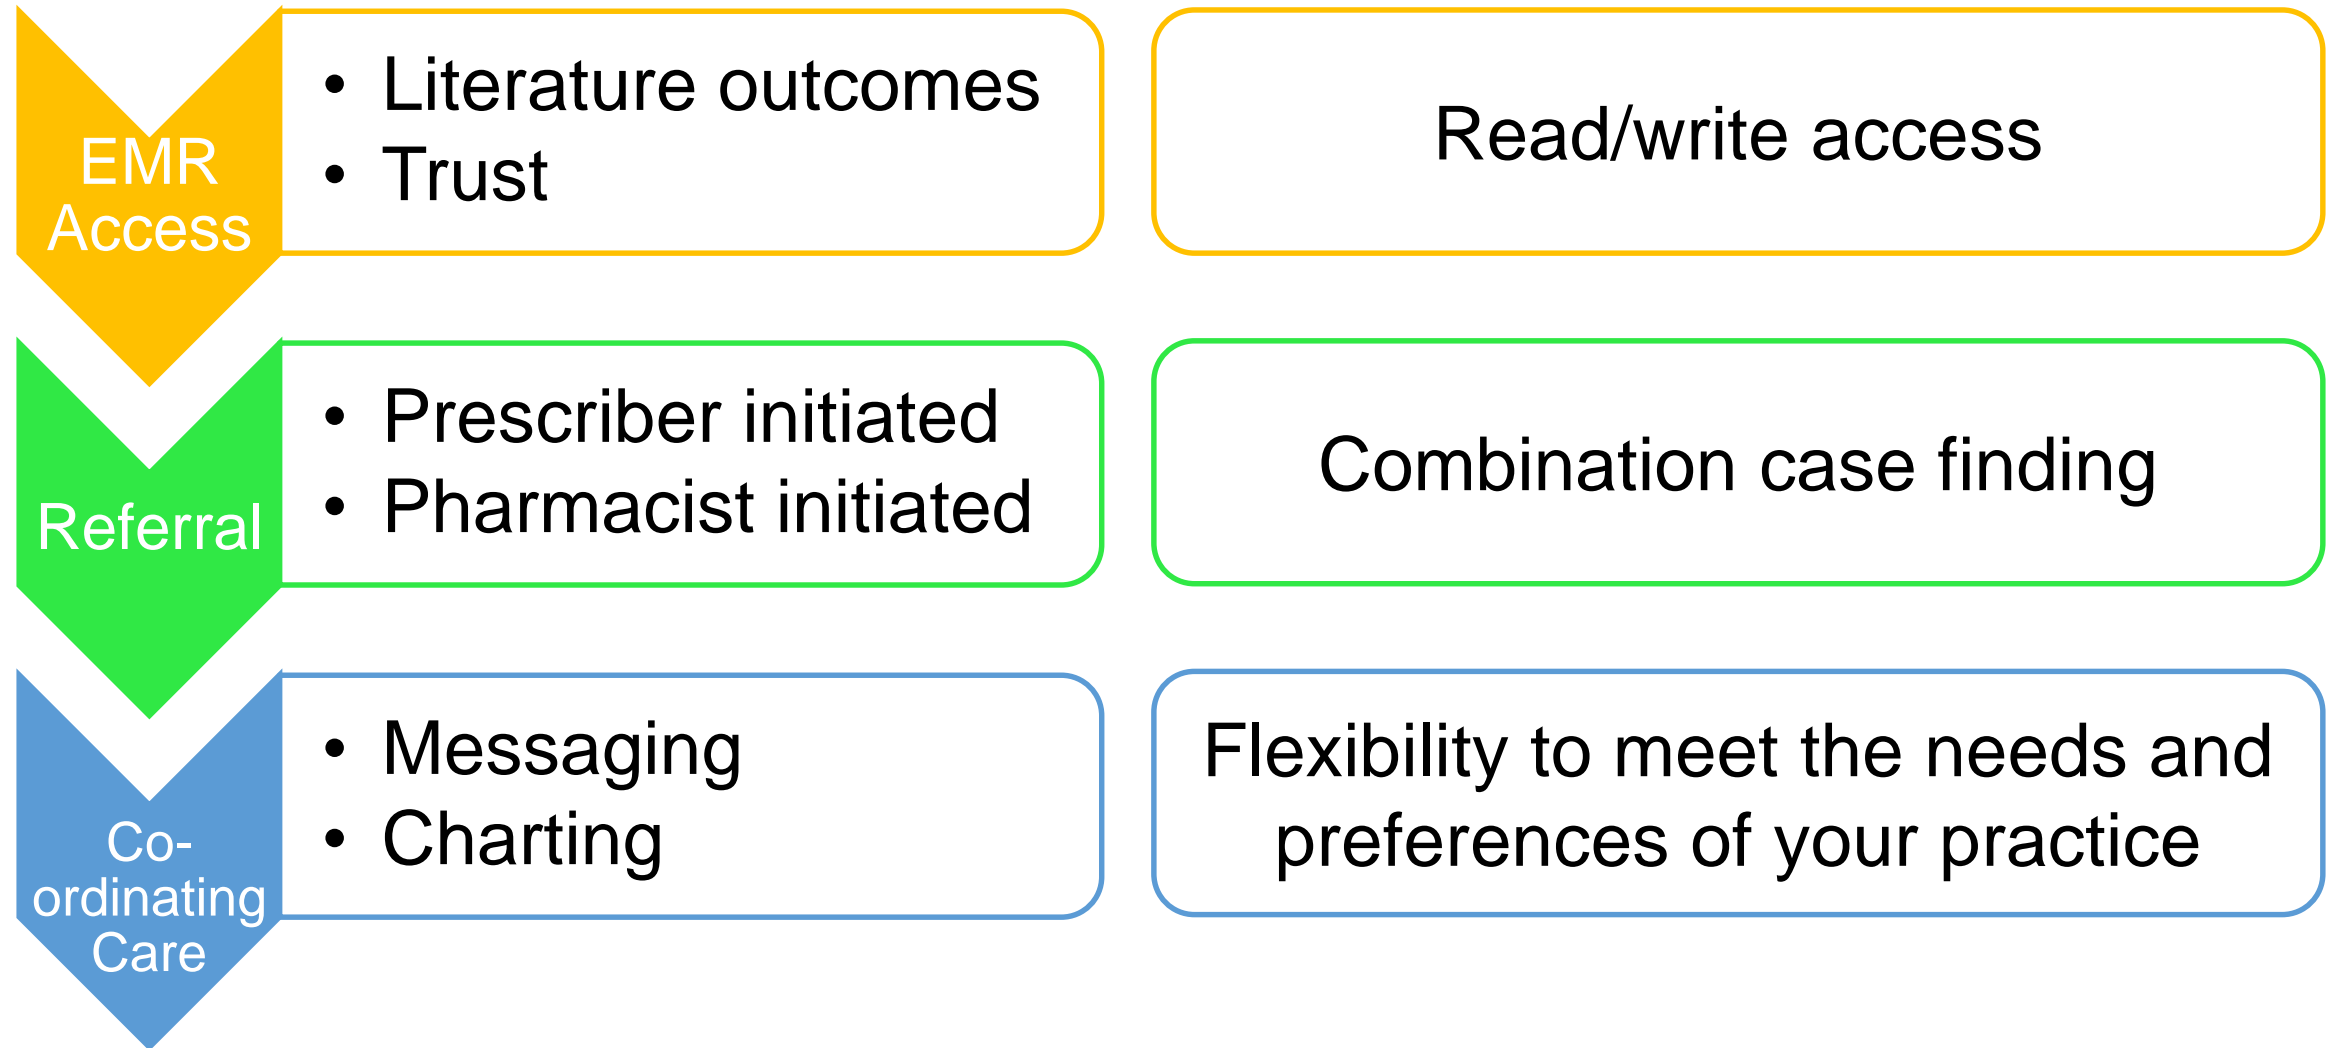 EMR
Access
• Literature outcomes
• Trust
Read/write access
Referral
• Prescriber initiated
• Pharmacist initiated
Combination case finding
Co-
ordinating
Care
• Messaging
• Charting
Flexibility to meet the needs and
preferences of your practice